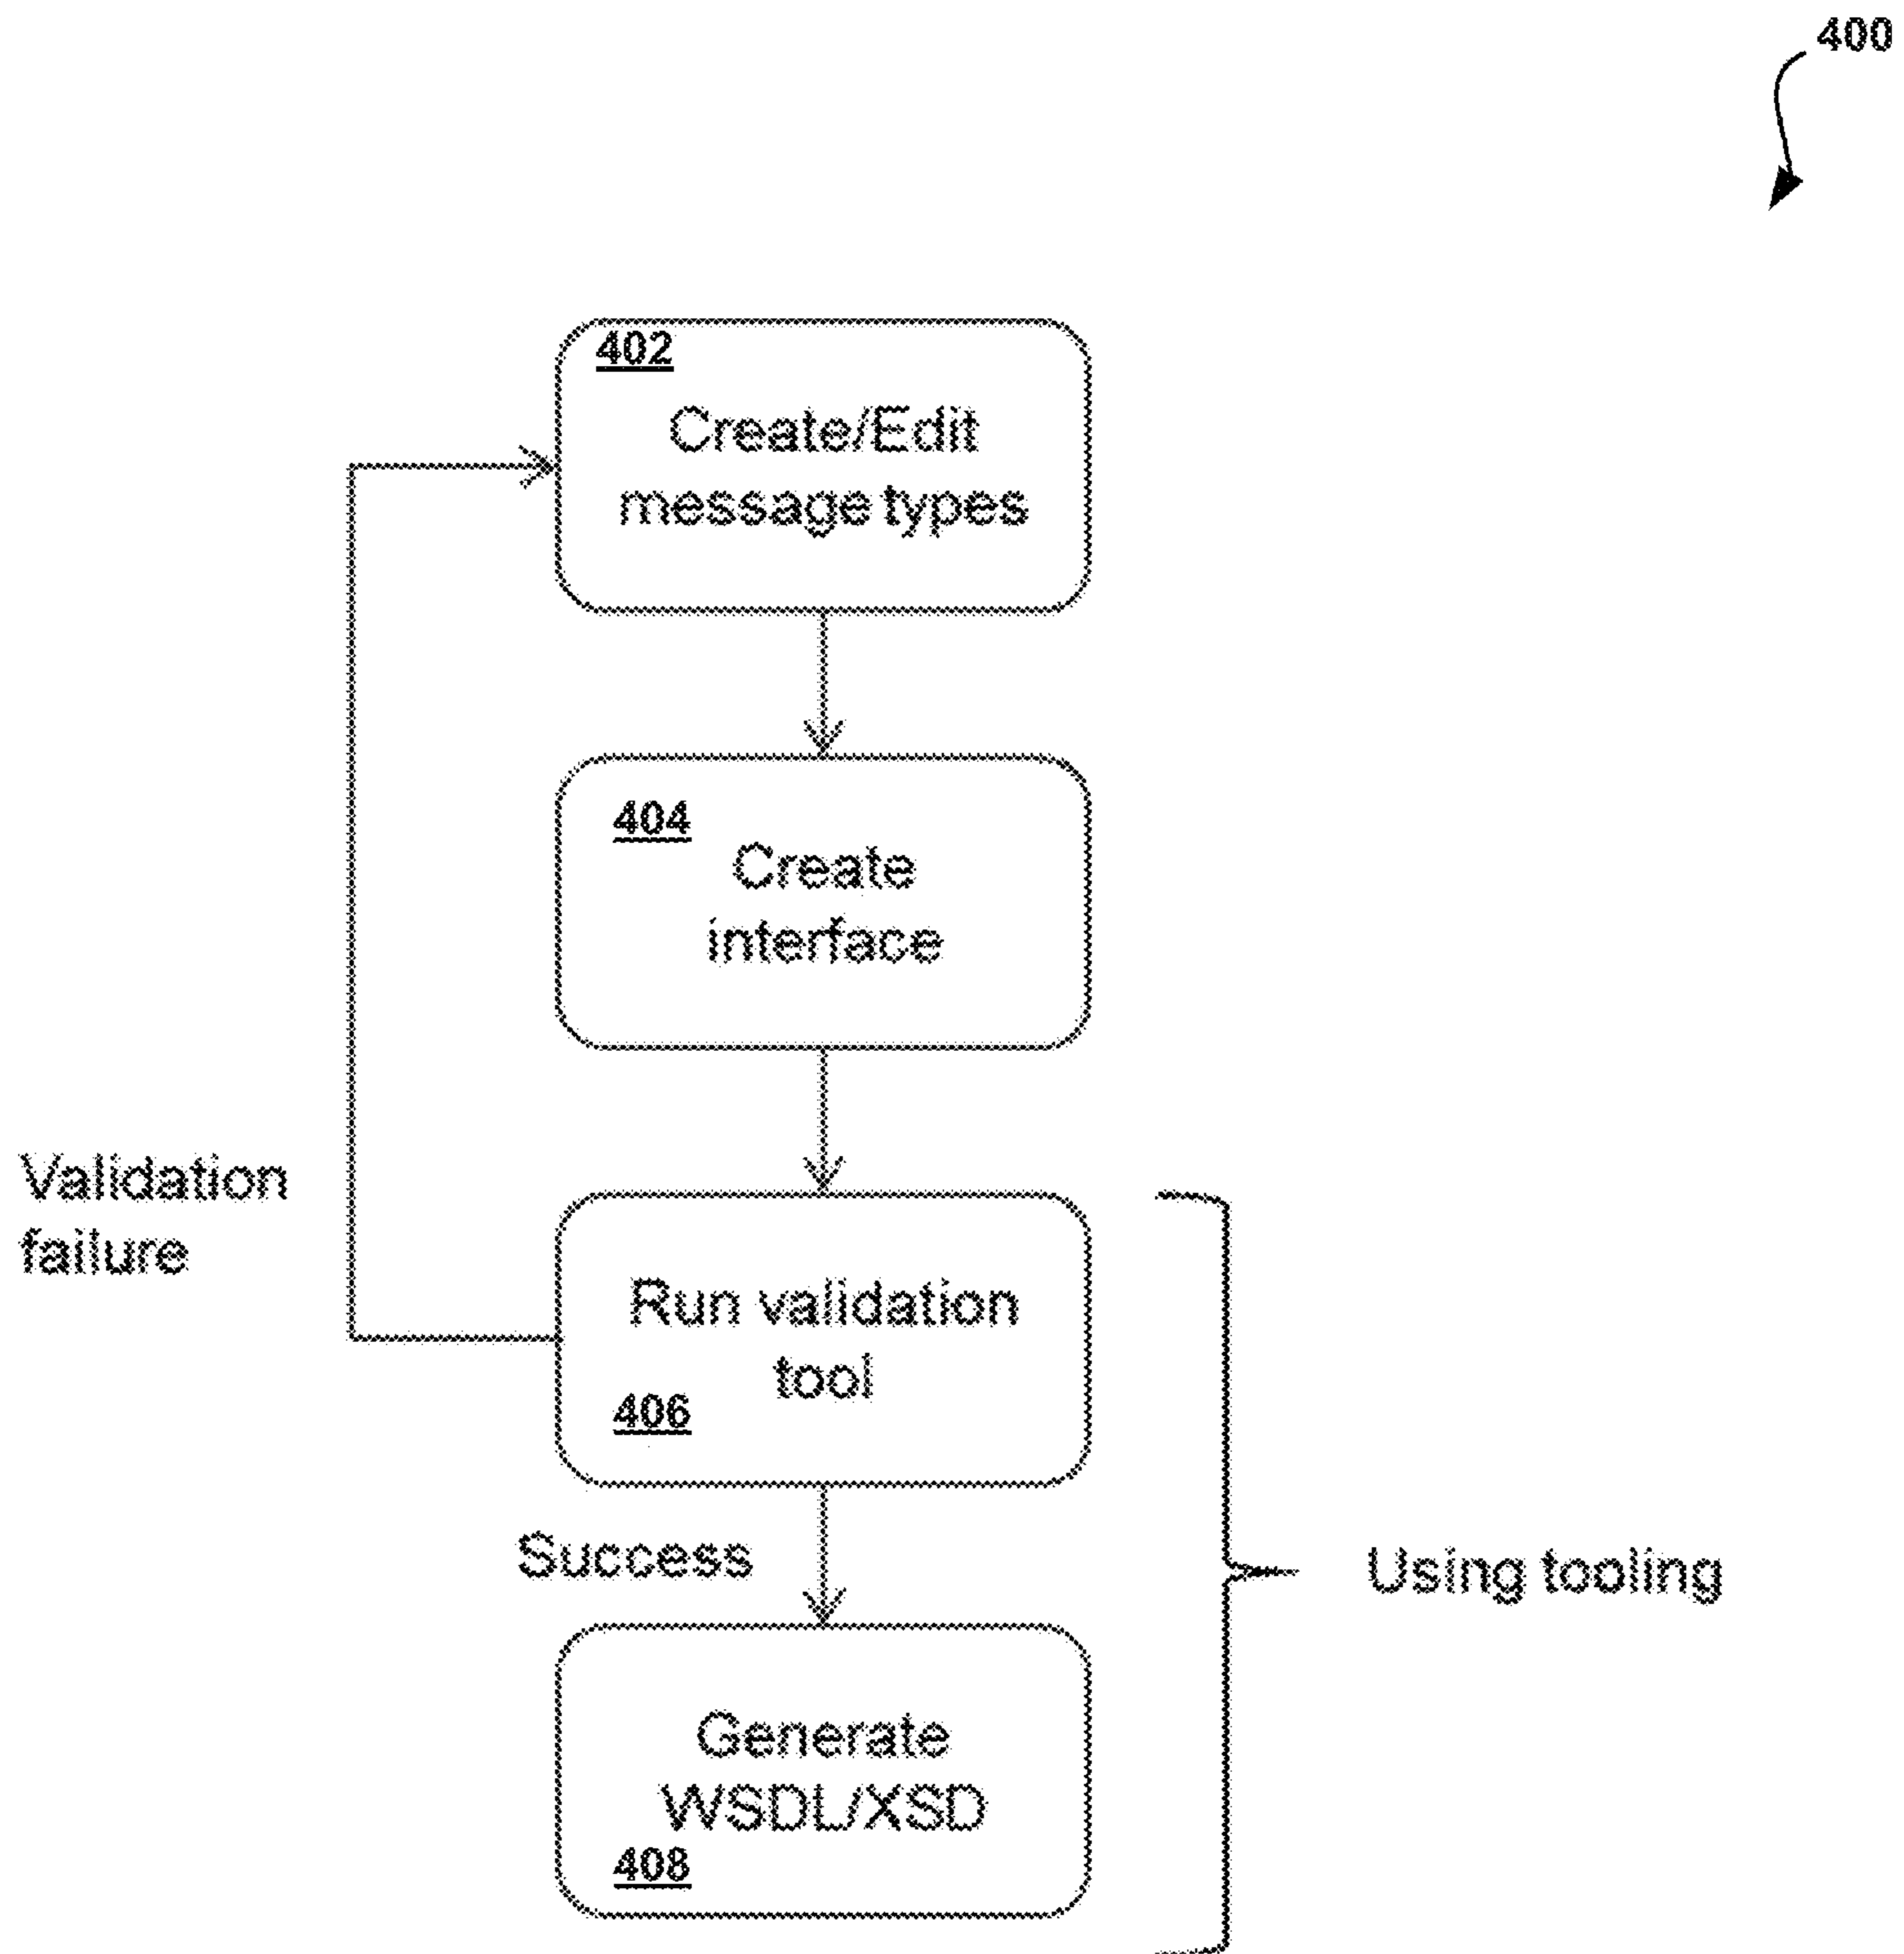 400
402
Create/Edit
message types
404
Create
interface
Validation
failure
Run validation
tool
406
Success
Using tooling
Generate
WSDL/XSD
408